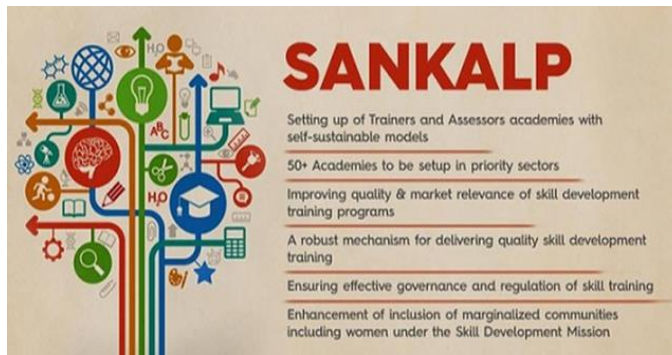 SANKALP
Setting up of Trainers and Assessors academies with
self-sustainable models
50+ Academies to be setup in priority sectors
Improving quality & market relevance of skill development
training programs
A robust mechanism for delivering quality skill development
training
Ensuring effective governance and regulation of skill training
Enhancement of inclusion of marginalized communities
including women under the Skill Development Mission
H₂O
ABC
H₂O